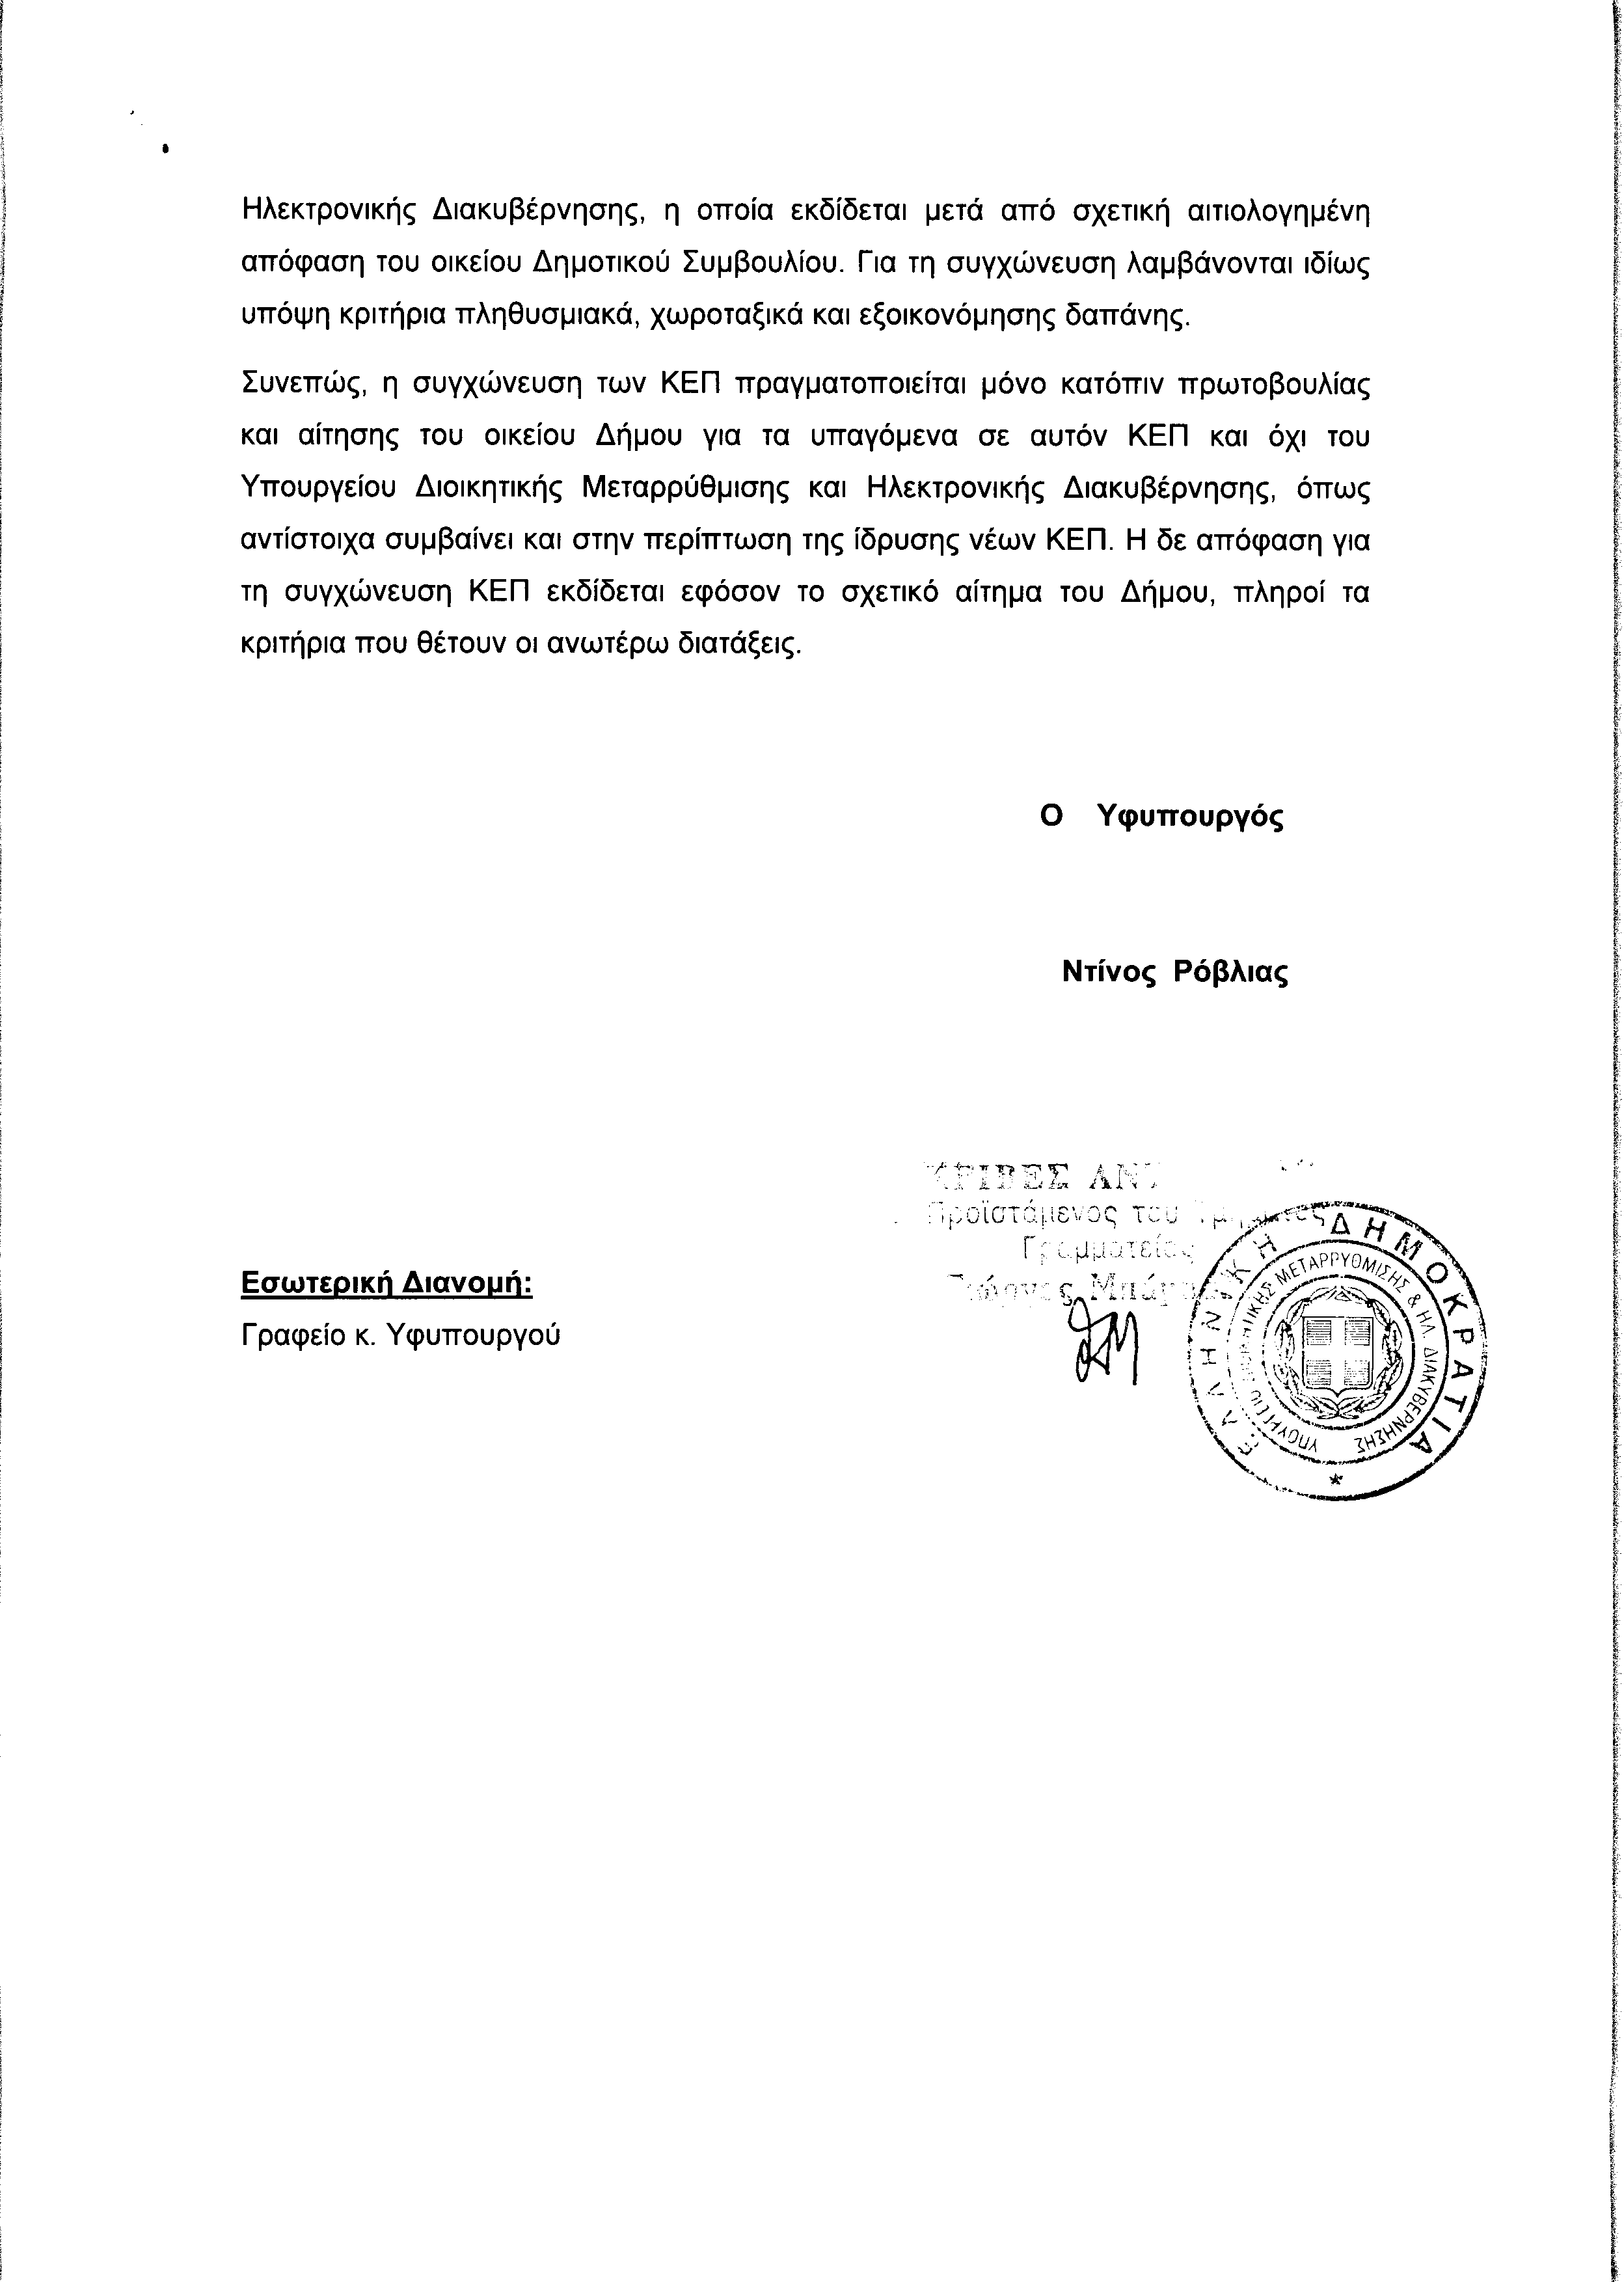 Ηλεκτρονικής Διακυβέρνησης, η οποία εκδίδεται μετά από σχετική αιτιολογημένη
απόφαση του οικείου Δημοτικού Συμβουλίου. Για τη συγχώνευση λαμβάνονται ιδίως
υπόψη κριτήρια πληθυσμιακά, χωροταξικά και εξοικονόμησης δαπάνης.
Συνεπώς, η συγχώνευση των ΚΕΠ πραγματοποιείται μόνο κατόπιν πρωτοβουλίας
και αίτησης του οικείου Δήμου για τα υπαγόμενα σε αυτόν ΚΕΠ και όχι του
Υπουργείου Διοικητικής Μεταρρύθμισης και Ηλεκτρονικής Διακυβέρνησης, όπως
αντίστοιχα συμβαίνει και στην περίπτωση της ίδρυσης νέων ΚΕΠ. Η δε απόφαση για
τη συγχώνευση ΚΕΠ εκδίδεται εφόσον το σχετικό αίτημα του Δήμου, πληροί τα
κριτήρια που θέτουν οι ανωτέρω διατάξεις.
Ο Υφυπουργός
Ντίνος Ρόβλιας
Προϊστάμενος του
Γραμματείας
Εσωτερική Διανομή:
Γραφείο κ. Υφυπουργού
ΕΛΛΗΝΙΚΗ ΔΗΜΟΚΡΑΤΙΑ
ΜΕΤΑΡΡΥΘΜΙΣΗΣ & ΗΛ. ΔΙΑΚΥΒΕΡΝΗΣΗΣ